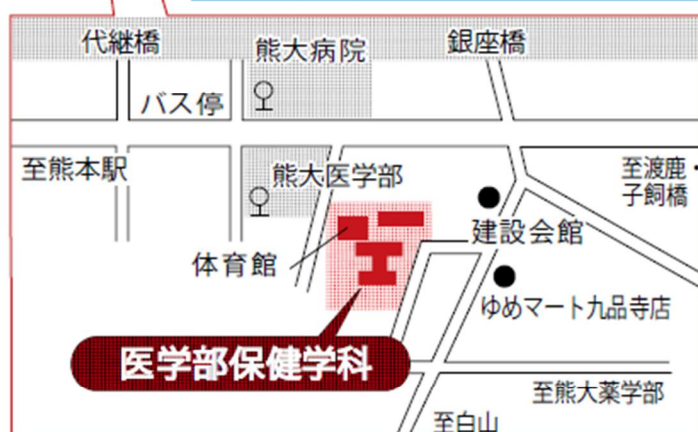 代継橋
熊大病院
銀座橋
バス停
至熊本駅
熊大医学部
至渡鹿・
子飼橋
建設会館
体育館
ゆめマート九品寺店
医学部保健学科
至熊大薬学部
至白山